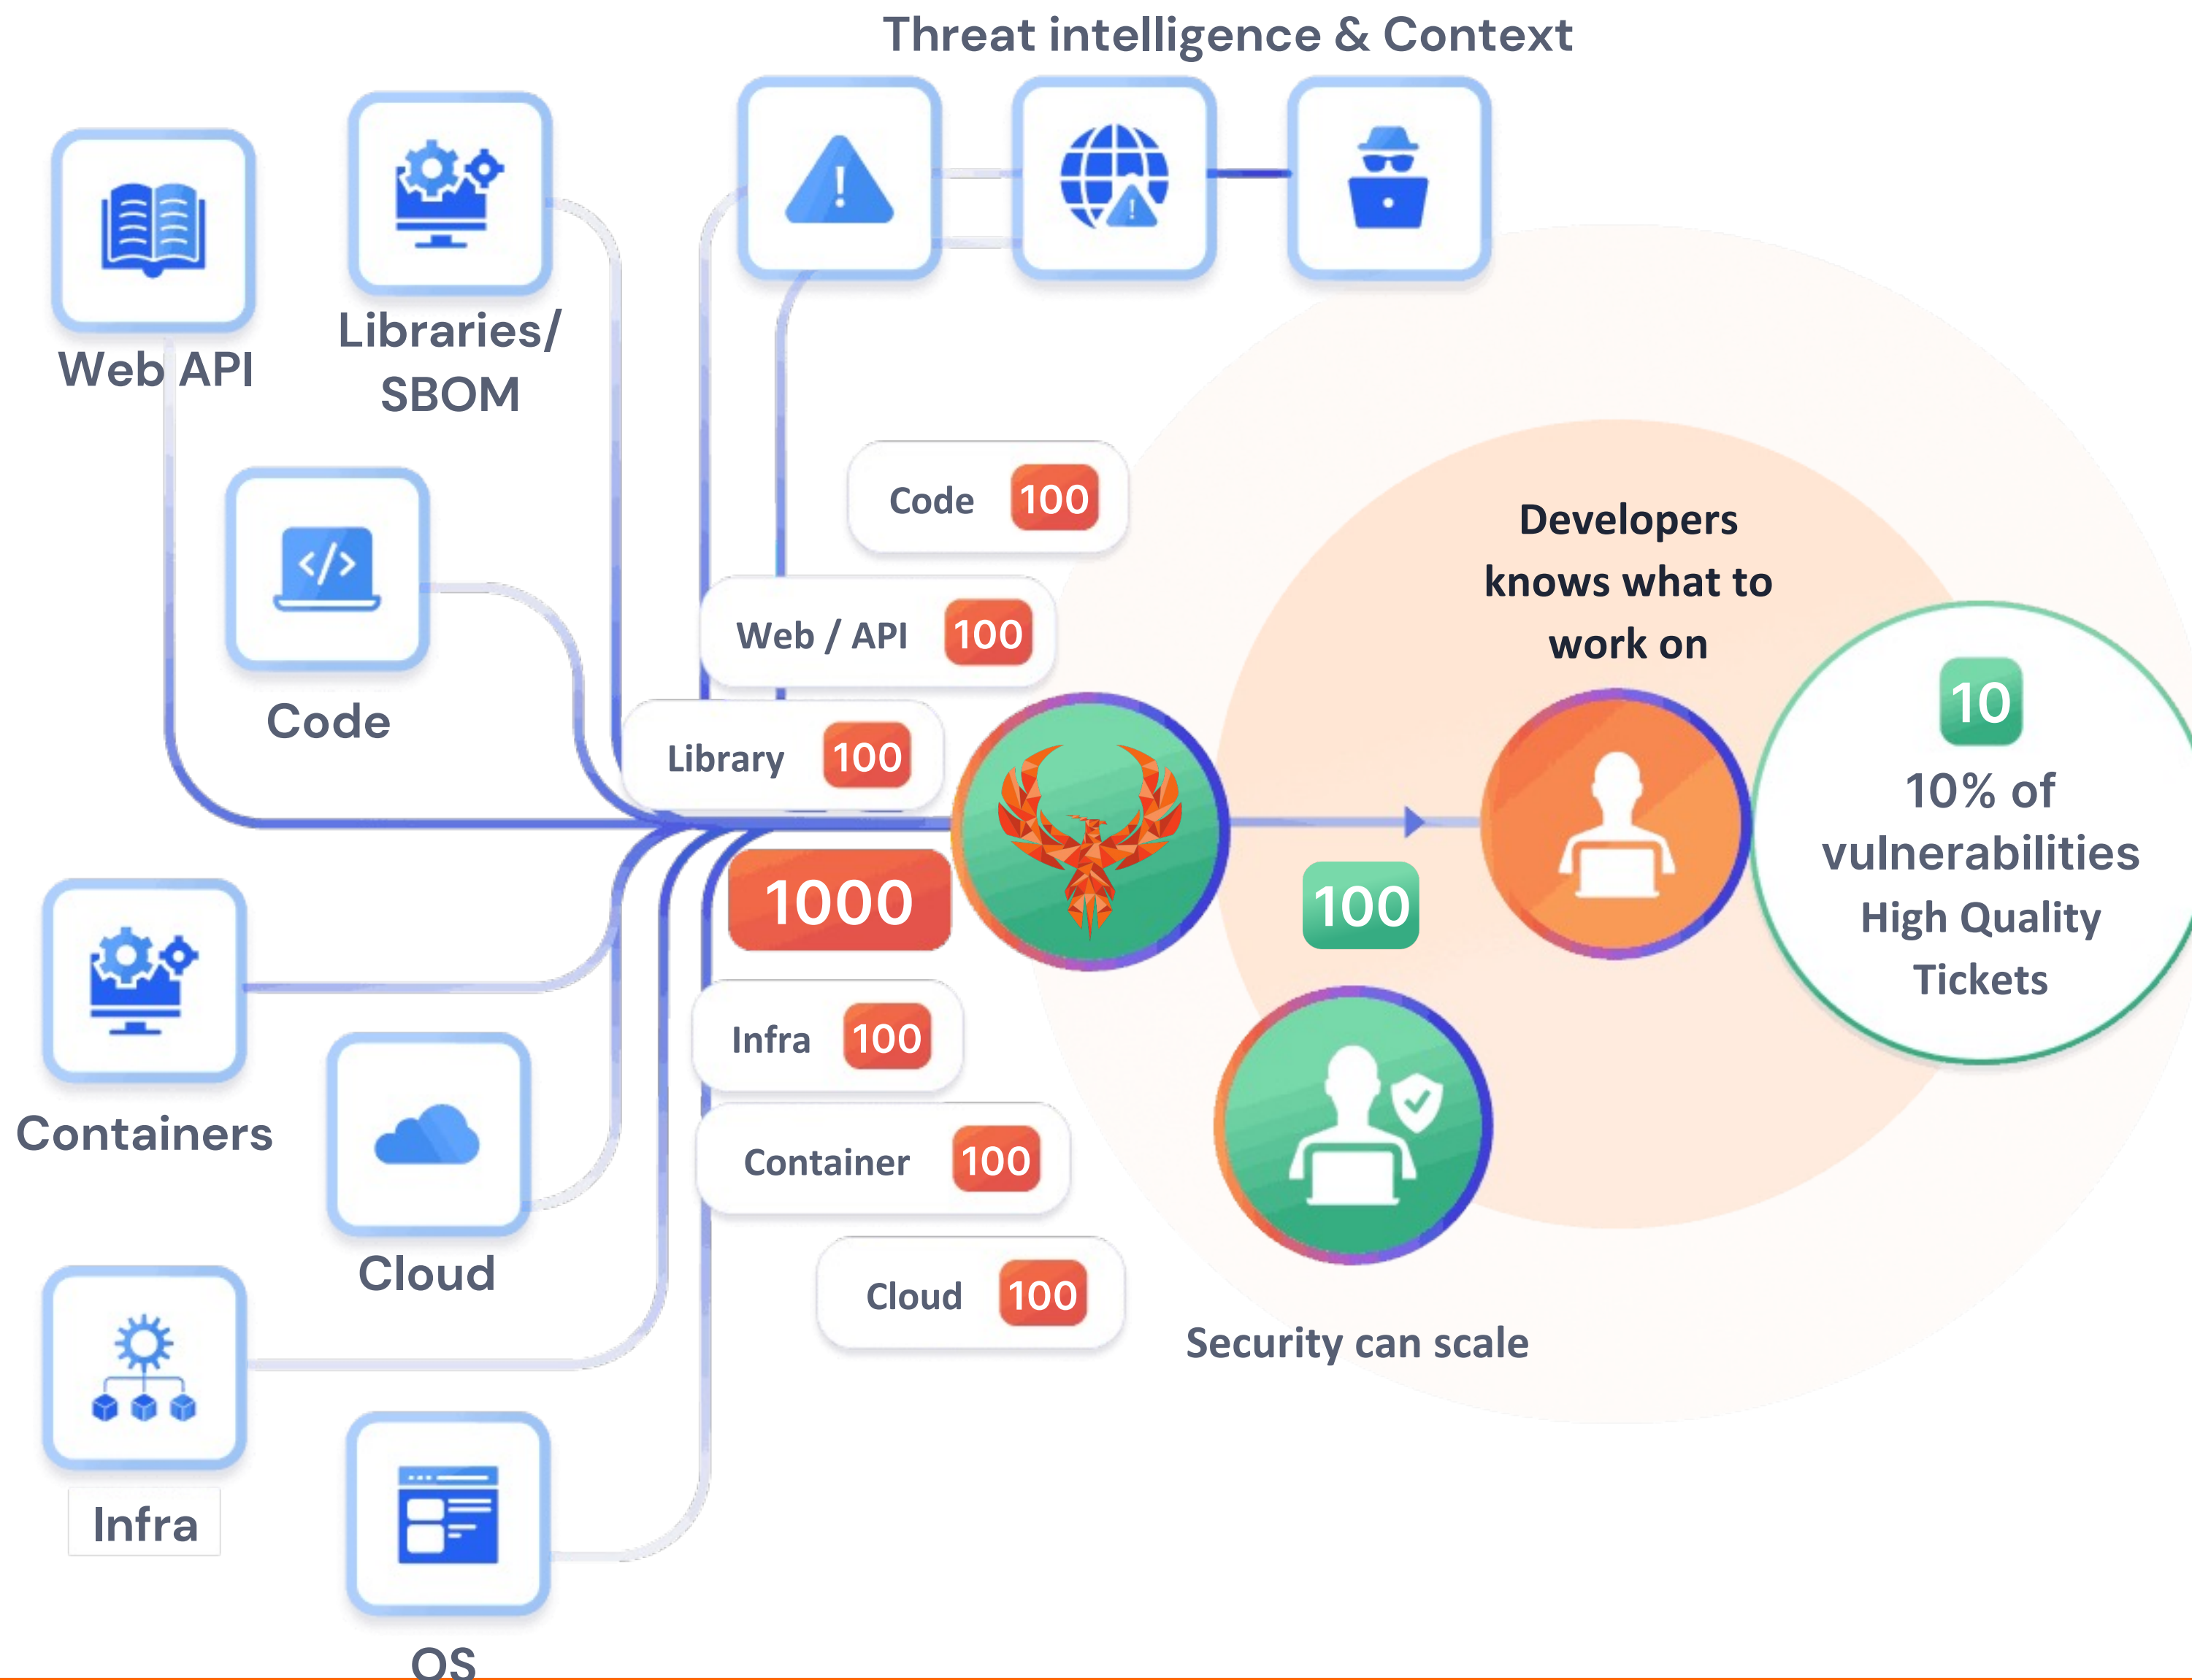 Threat intelligence & Context
Web API
Libraries/
SBOM
Code
Containers
Cloud
Infra
OS
Code 100
Web / API 100
Library 100
1000
Infra 100
Container 100
Cloud 100
Developers
knows what to
work on
100
Security can scale
10
10% of
vulnerabilities
High Quality
Tickets